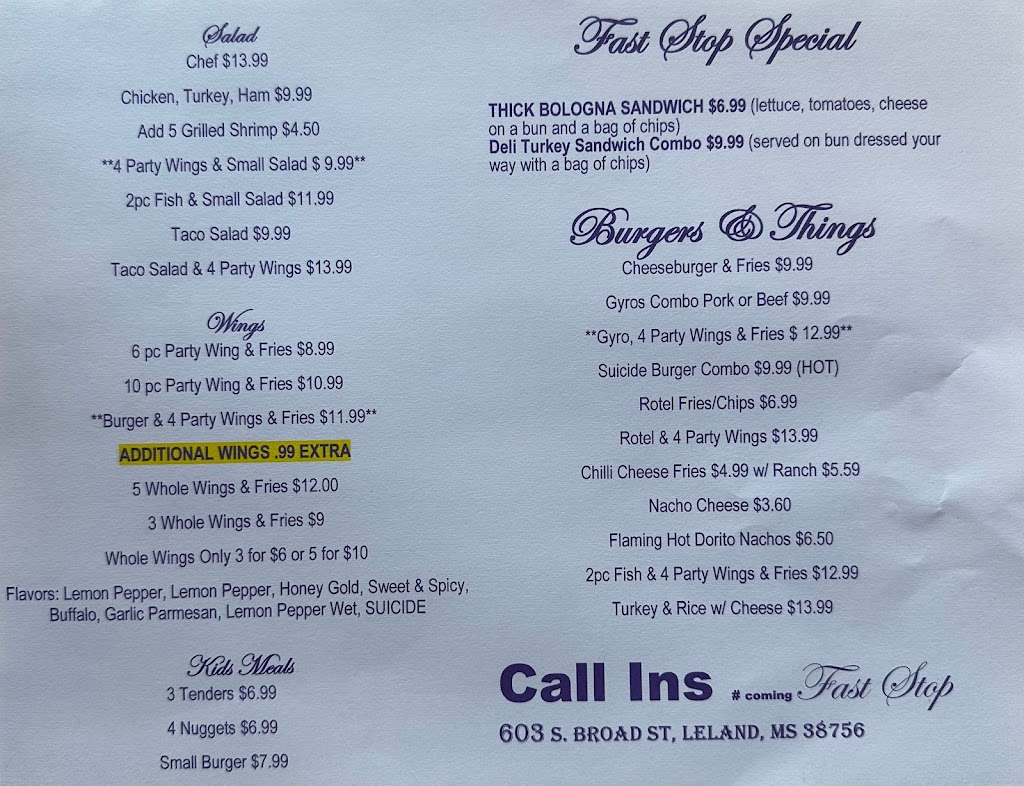 Salad
Chef $13.99
Chicken, Turkey, Ham $9.99
Add 5 Grilled Shrimp $4.50
**4 Party Wings & Small Salad $ 9.99**
2pc Fish & Small Salad $11.99
Taco Salad $9.99
Taco Salad & 4 Party Wings $13.99
Wings
6 pc Party Wing & Fries $8.99
10 pc Party Wing & Fries $10.99
**Burger & 4 Party Wings & Fries $11.99**
ADDITIONAL WINGS .99 EXTRA
5 Whole Wings & Fries $12.00
3 Whole Wings & Fries $9
Whole Wings Only 3 for $6 or 5 for $10
Flavors: Lemon Pepper, Lemon Pepper, Honey Gold, Sweet & Spicy,
Buffalo, Garlic Parmesan, Lemon Pepper Wet, SUICIDE
Kids Meals
3 Tenders $6.99
4 Nuggets $6.99
Small Burger $7.99
Fast Stop Special
THICK BOLOGNA SANDWICH $6.99 (lettuce, tomatoes, cheese
on a bun and a bag of chips)
Deli Turkey Sandwich Combo $9.99 (served on bun dressed your
way with a bag of chips)
Burgers & Things
Cheeseburger & Fries $9.99
Gyros Combo Pork or Beef $9.99
**Gyro, 4 Party Wings & Fries $ 12.99**
Suicide Burger Combo $9.99 (HOT)
Rotel Fries/Chips $6.99
Rotel & 4 Party Wings $13.99
Chilli Cheese Fries $4.99 w/ Ranch $5.59
Nacho Cheese $3.60
Flaming Hot Dorito Nachos $6.50
2pc Fish & 4 Party Wings & Fries $12.99
Turkey & Rice w/ Cheese $13.99
Call Ins # coming Fast Stop
603 S. BROAD ST, LELAND, MS 38756